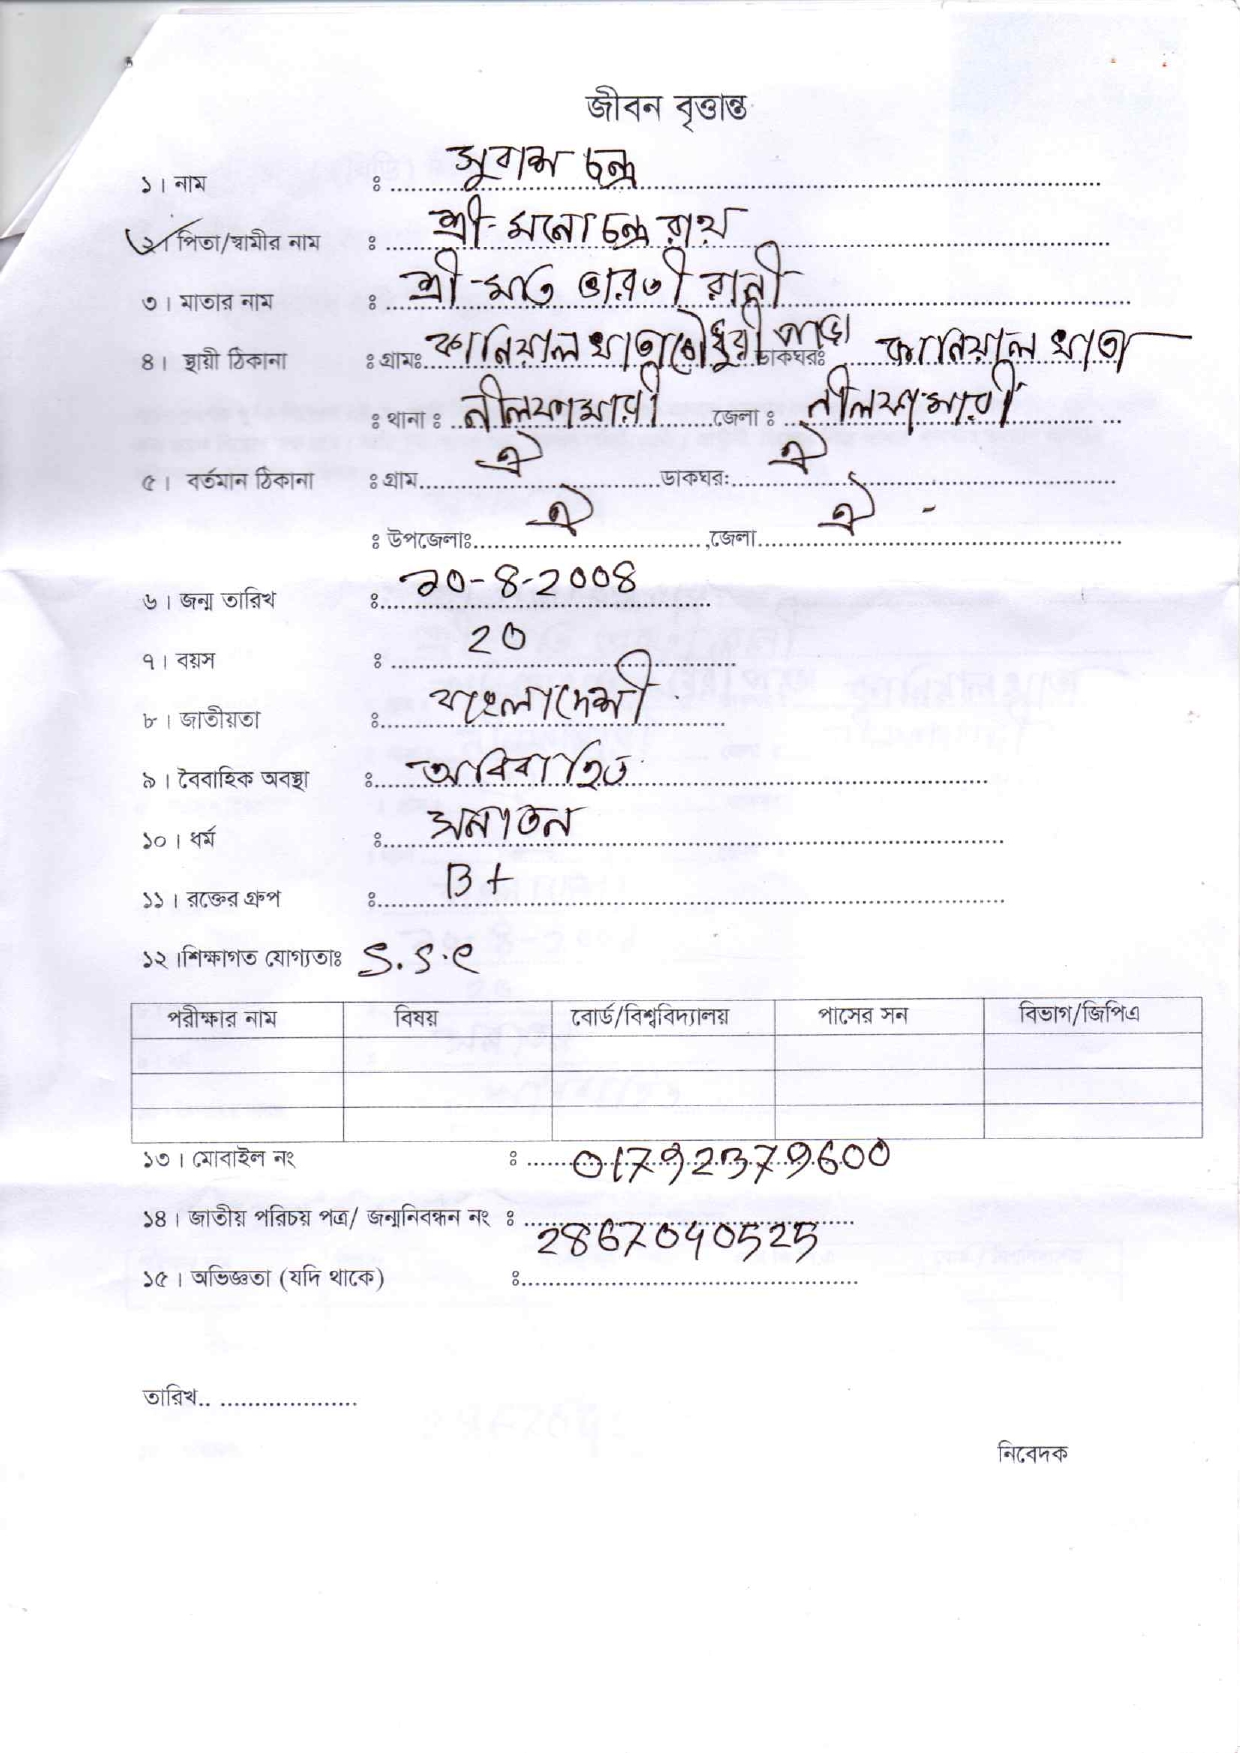 জীবন বৃত্তান্ত
১। নাম ঃ সুবাস চন্দ্র
২। পিতা/স্বামীর নাম ঃ শ্রী-মনো চন্দ্র রায়
৩। মাতার নাম ঃ শ্রী-মতি ভারতী রানী
৪। স্থায়ী ঠিকানা ঃ গ্রামঃ কানিয়াল খাতা চৌধুরী পাড়া ডাকঘরঃ কানিয়াল খাতা
ঃ থানা ঃ নীলফামারী জেলা ঃ নীলফামারী
৫। বর্তমান ঠিকানা ঃ গ্রাম ঐ ডাকঘর: ঐ
ঃ উপজেলাঃ ঐ ,জেলা ঐ
৬। জন্ম তারিখ ঃ 20-8-2004
৭। বয়স ঃ 20
৮। জাতীয়তা ঃ বাংলাদেশী
৯। বৈবাহিক অবস্থা ঃ অবিবাহিত
১০। ধর্ম ঃ সনাতন
১১। রক্তের গ্রুপ ঃ B+
১২।শিক্ষাগত যোগ্যতাঃ S.S.C
পরীক্ষার নাম বিষয় বোর্ড/বিশ্ববিদ্যালয় পাসের সন বিভাগ/জিপিএ
১৩। মোবাইল নং ঃ 01792379600
১৪। জাতীয় পরিচয় পত্র/ জন্মনিবন্ধন নং ঃ 2867040525
১৫। অভিজ্ঞতা (যদি থাকে) ঃ
তারিখ..
নিবেদক